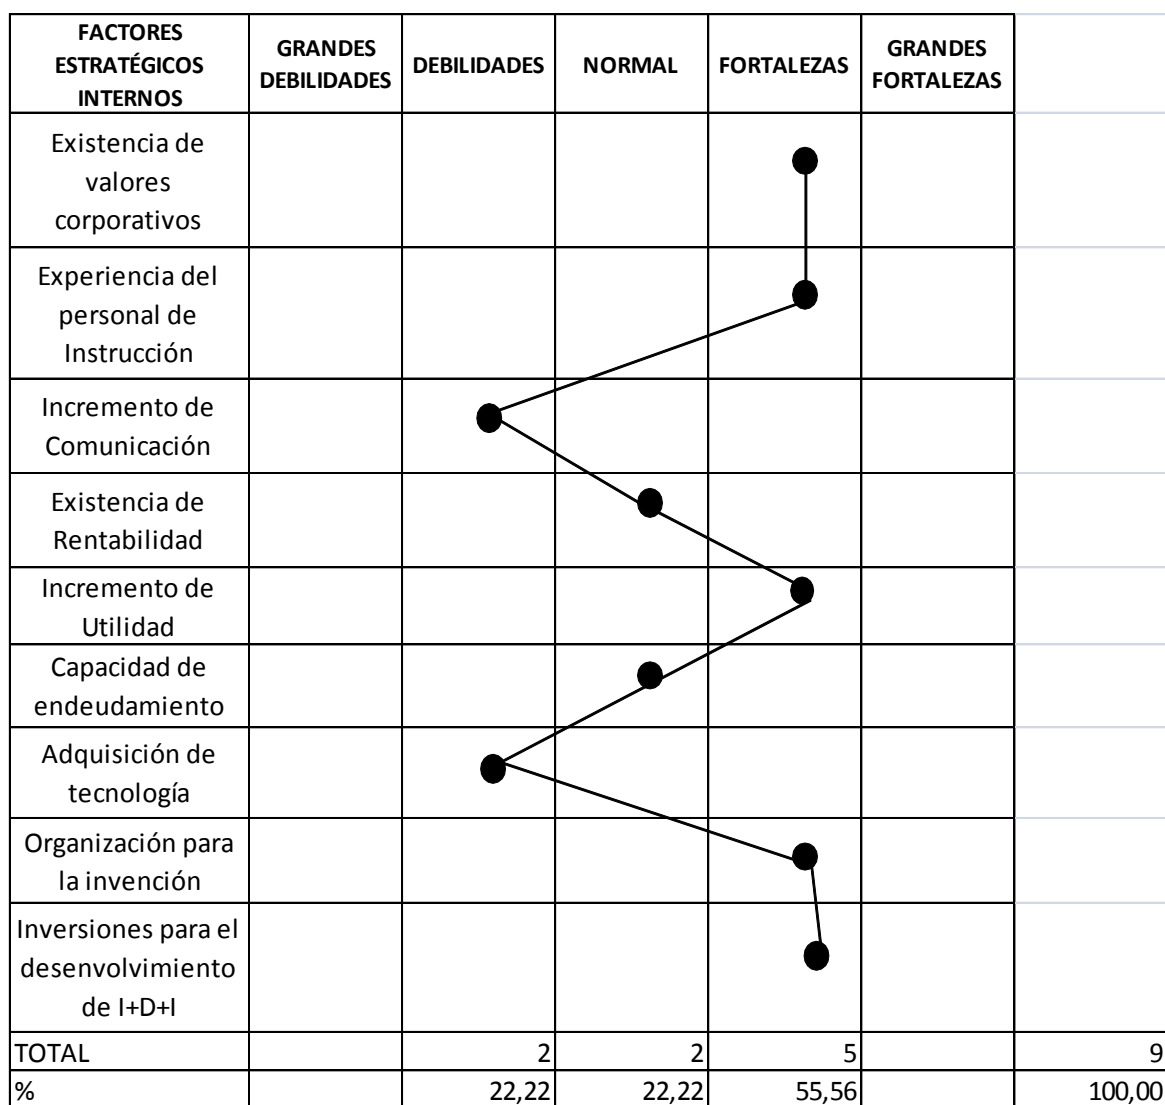 FACTORES
ESTRATÉGICOS
INTERNOS
GRANDES
DEBILIDADES
DEBILIDADES
NORMAL
FORTALEZAS
GRANDES
FORTALEZAS
Existencia de
valores
corporativos
Experiencia del
personal de
Instrucción
Incremento de
Comunicación
Existencia de
Rentabilidad
Incremento de
Utilidad
Capacidad de
endeudamiento
Adquisición de
tecnología
Organización para
la invención
Inversiones para el
desenvolvimiento
de I+D+I
TOTAL 2 2 5 9
% 22,22 22,22 55,56 100,00